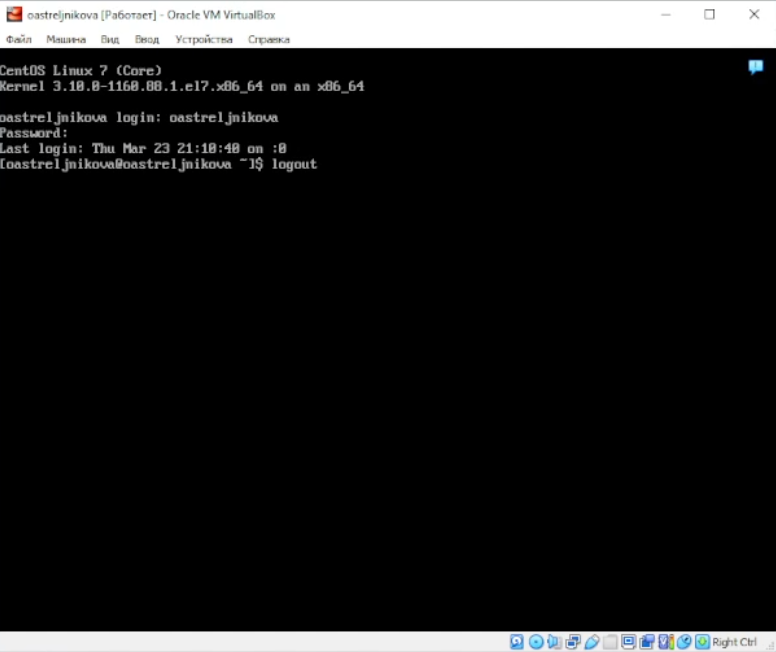 oastreljnikova [Работает] - Oracle VM VirtualBox
Файл Машина Вид Ввод Устройства Справка
CentOS Linux 7 (Core)
Kernel 3.10.0-1160.88.1.el7.x86_64 on an x86_64
oastreljnikova login: oastreljnikova
Password:
Last login: Thu Mar 23 21:10:40 on :0
[oastreljnikova@oastreljnikova ~]$ logout
Right Ctrl